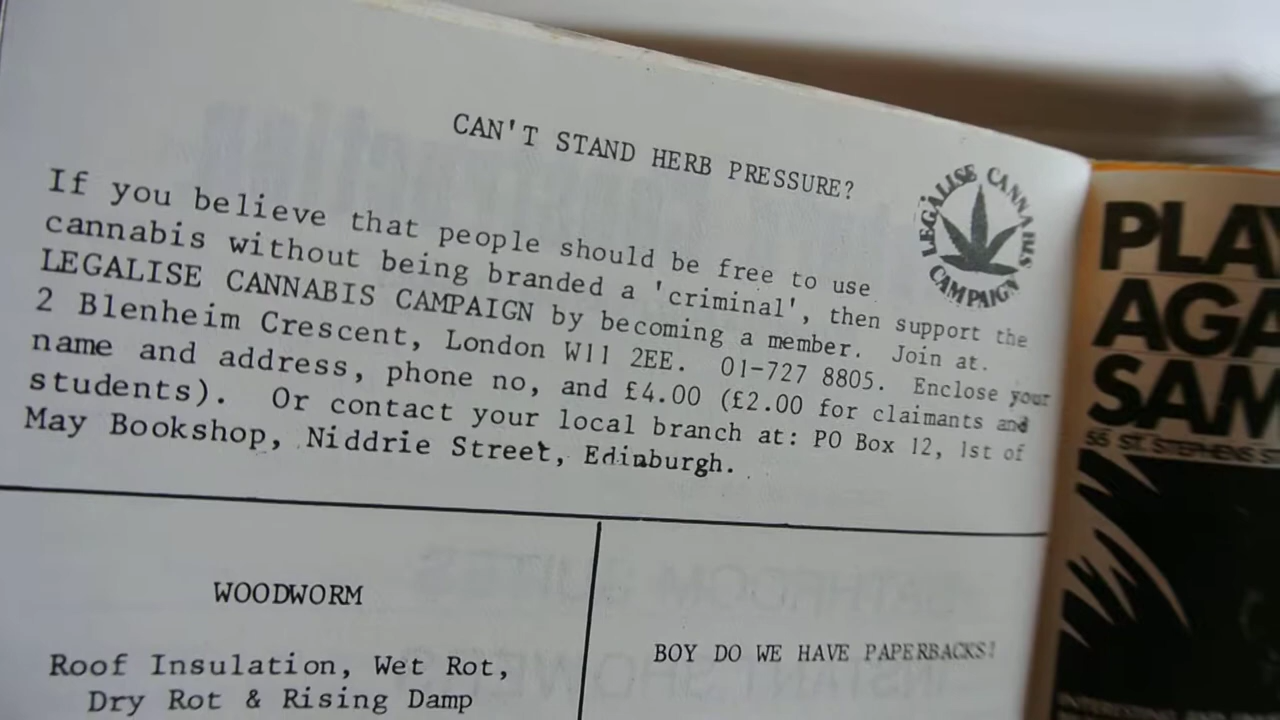 CAN'T STAND HERB PRESSURE?
LEGALISE CANNABIS CAMPAIGN
If you believe that people should be free to use
cannabis without being branded a 'criminal', then support the
LEGALISE CANNABIS CAMPAIGN by becoming a member. Join at.
2 Blenheim Crescent, London W11 2EE. 01-727 8805. Enclose your
name and address, phone no, and £4.00 (£2.00 for claimants and
students). Or contact your local branch at: PO Box 12, 1st of
May Bookshop, Niddrie Street, Edinburgh.
WOODWORM
Roof Insulation, Wet Rot,
Dry Rot & Rising Damp
BOY DO WE HAVE PAPERBACKS!
PLAY
AGA
SAM
55 ST. STEPHENS ST